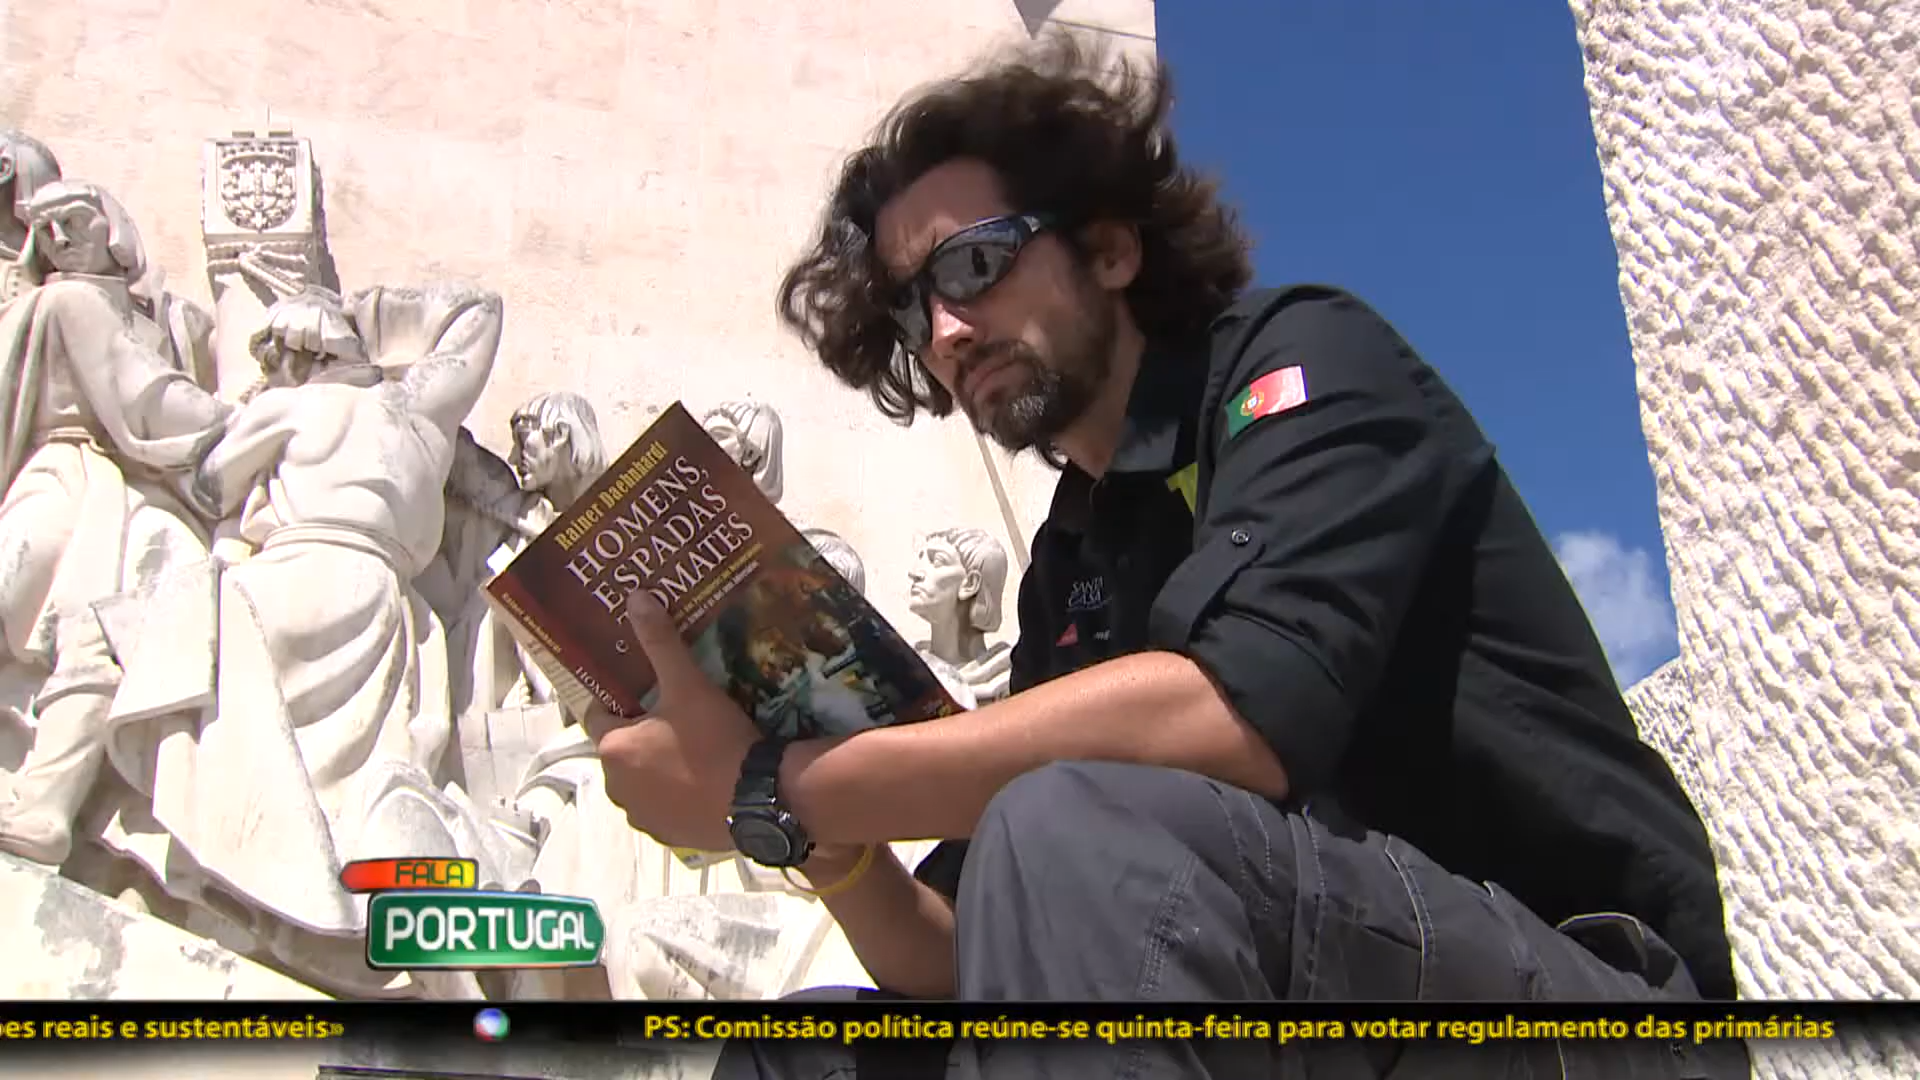 Rainer Daehnhardt
HOMENS,
ESPADAS
e TOMATES
Rainer Daehnhardt
HOMENS
SANTA
CASA
FALA
PORTUGAL
es reais e sustentáveis»
PS: Comissão política reúne-se quinta-feira para votar regulamento das primárias